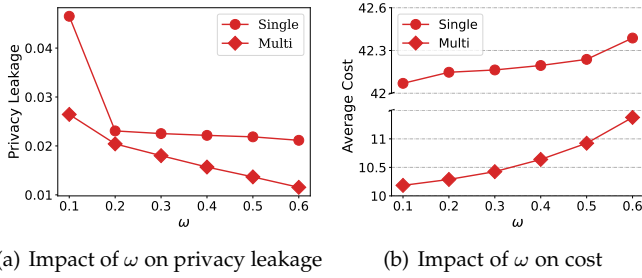 Single
Multi
0.04
0.03
0.02
0.01
Privacy Leakage
0.1 0.2 0.3 0.4 0.5 0.6
ω
42.6
42.3
42
11
10.5
10
Average Cost
Single
Multi
0.1 0.2 0.3 0.4 0.5 0.6
ω
a) Impact of ω on privacy leakage
(b) Impact of ω on cost